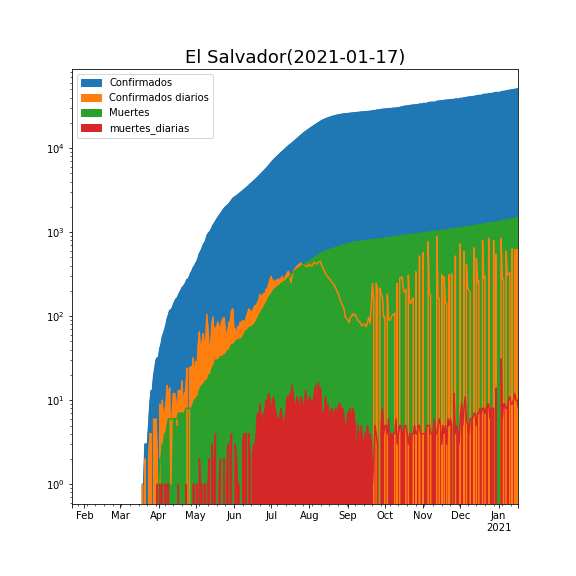 El Salvador(2021-01-17)
Confirmados
Confirmados diarios
Muertes
muertes_diarias
10⁴
10³
10²
10¹
10⁰
Feb Mar Apr May Jun Jul Aug Sep Oct Nov Dec Jan
2021